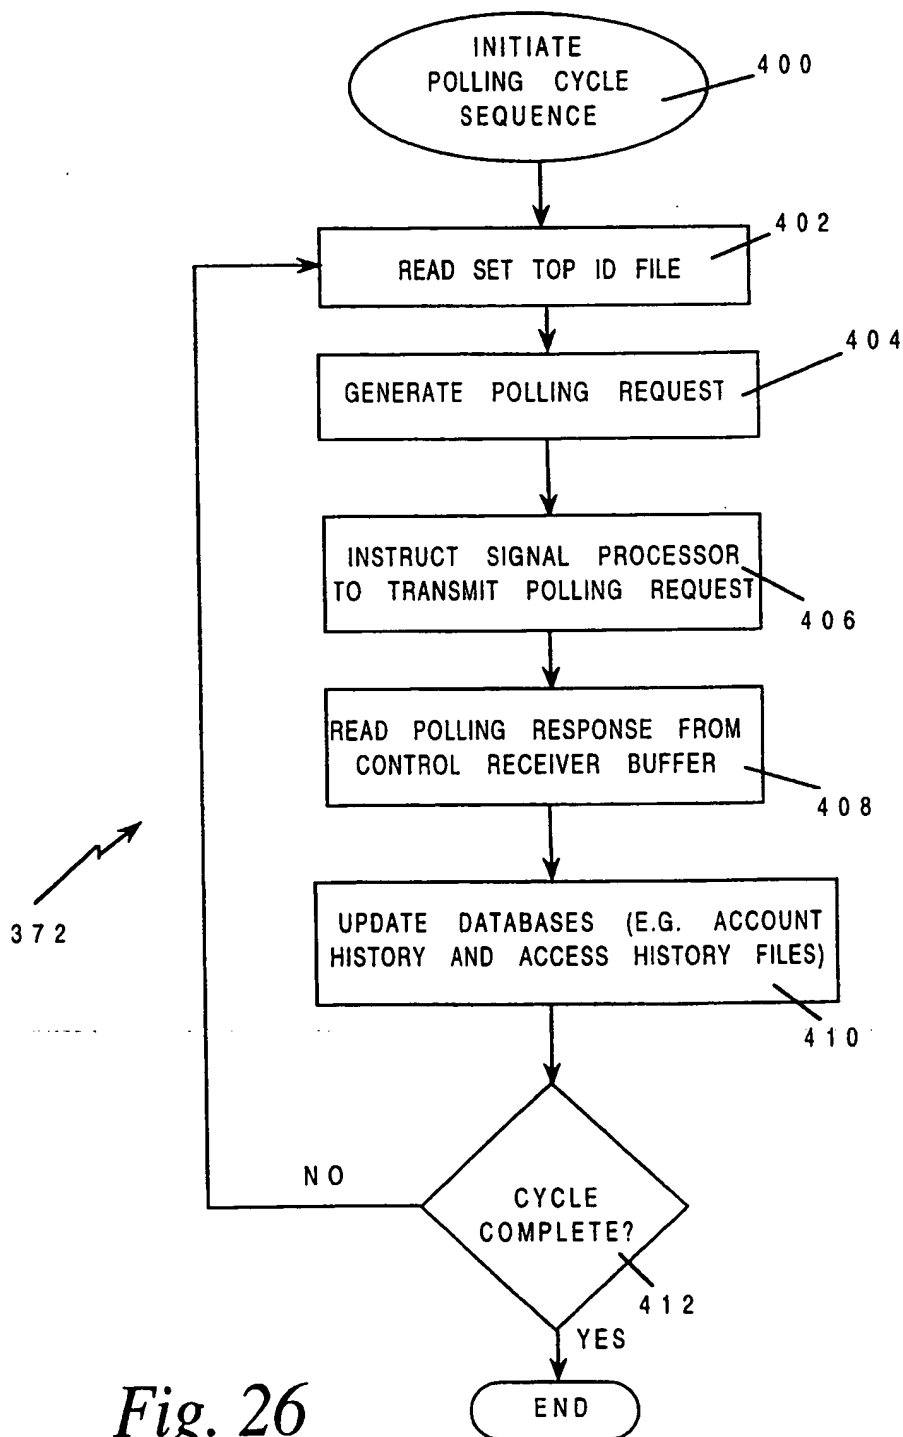 INITIATE
POLLING CYCLE
SEQUENCE
400
402
READ SET TOP ID FILE
404
GENERATE POLLING REQUEST
INSTRUCT SIGNAL PROCESSOR
TO TRANSMIT POLLING REQUEST
406
READ POLLING RESPONSE FROM
CONTROL RECEIVER BUFFER
408
372
UPDATE DATABASES (E.G. ACCOUNT
HISTORY AND ACCESS HISTORY FILES)
410
NO
CYCLE
COMPLETE?
412
YES
END
Fig. 26